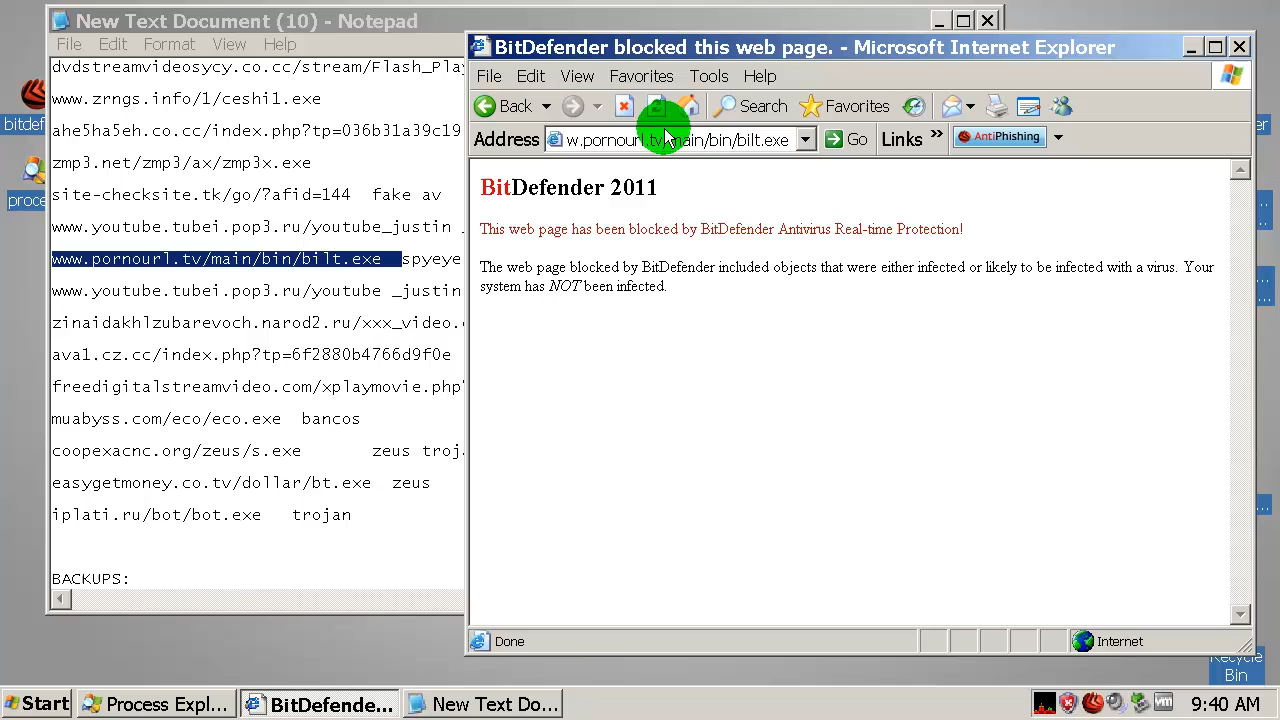 New Text Document (10) - Notepad
File Edit Format View Help
dvdstreamvideosycy.co.cc/stream/Flash_Pla
www.zrngs.info/1/ceshi1.exe
ahe5ha5eh.co.cc/index.php?tp=036b31a39c19
zmp3.net/zmp3/ax/zmp3x.exe
site-checksite.tk/go/?afid=144 fake av
www.youtube.tubei.pop3.ru/youtube_justin_
www.pornourl.tv/main/bin/bilt.exe spyeye
www.youtube.tubei.pop3.ru/youtube _justin
zinaidakhlzubarevoch.narod2.ru/xxx_video.
ava1.cz.cc/index.php?tp=6f2880b4766d9f0e
freedigitalstreamvideo.com/xplaymovie.php
muabyss.com/eco/eco.exe bancos
coopexacnc.org/zeus/s.exe zeus troj
easygetmoney.co.tv/dollar/bt.exe zeus
iplati.ru/bot/bot.exe trojan
BACKUPS:
BitDefender blocked this web page. - Microsoft Internet Explorer
File Edit View Favorites Tools Help
Back Search Favorites
Address w.pornourl.tv/main/bin/bilt.exe Go Links » AntiPhishing
BitDefender 2011
This web page has been blocked by BitDefender Antivirus Real-time Protection!
The web page blocked by BitDefender included objects that were either infected or likely to be infected with a virus. Your
system has NOT been infected.
Done Internet
bitdef
proce
er
Recycle
Bin
Start Process Expl... BitDefende... New Text Do... 9:40 AM